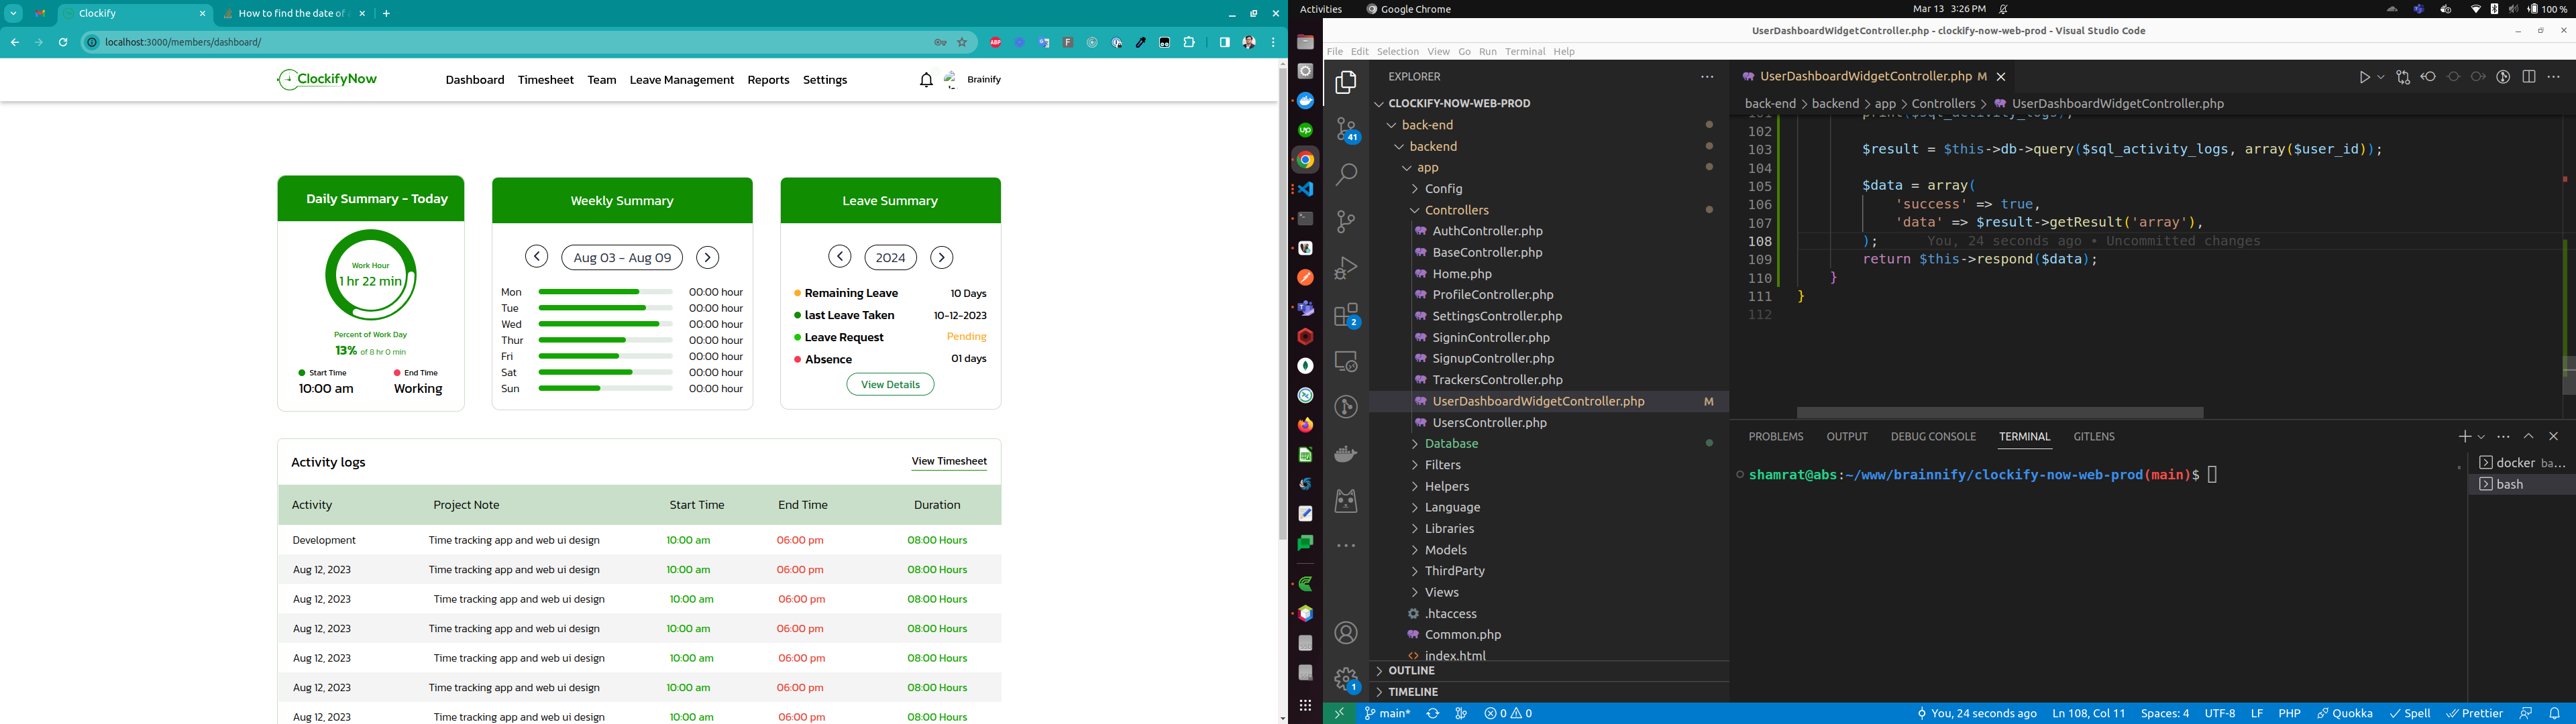 Clockify
How to find the date of
localhost:3000/members/dashboard/
ClockifyNow
Dashboard Timesheet Team Leave Management Reports Settings
Brainify
Daily Summary - Today
Work Hour
1 hr 22 min
Percent of Work Day
13% of 8 hr 0 min
Start Time End Time
10:00 am Working
Weekly Summary
Aug 03 - Aug 09
Mon 00:00 hour
Tue 00:00 hour
Wed 00:00 hour
Thur 00:00 hour
Fri 00:00 hour
Sat 00:00 hour
Sun 00:00 hour
Leave Summary
2024
Remaining Leave 10 Days
last Leave Taken 10-12-2023
Leave Request Pending
Absence 01 days
View Details
Activity logs View Timesheet
Activity Project Note Start Time End Time Duration
Development Time tracking app and web ui design 10:00 am 06:00 pm 08:00 Hours
Aug 12, 2023 Time tracking app and web ui design 10:00 am 06:00 pm 08:00 Hours
Aug 12, 2023 Time tracking app and web ui design 10:00 am 06:00 pm 08:00 Hours
Aug 12, 2023 Time tracking app and web ui design 10:00 am 06:00 pm 08:00 Hours
Aug 12, 2023 Time tracking app and web ui design 10:00 am 06:00 pm 08:00 Hours
Aug 12, 2023 Time tracking app and web ui design 10:00 am 06:00 pm 08:00 Hours
Aug 12, 2023 Time tracking app and web ui design 10:00 am 06:00 pm 08:00 Hours
Activities Google Chrome Mar 13 3:26 PM 100 %
UserDashboardWidgetController.php - clockify-now-web-prod - Visual Studio Code
File Edit Selection View Go Run Terminal Help
EXPLORER
CLOCKIFY-NOW-WEB-PROD
back-end
backend
app
Config
Controllers
AuthController.php
BaseController.php
Home.php
ProfileController.php
SettingsController.php
SigninController.php
SignupController.php
TrackersController.php
UserDashboardWidgetController.php M
UsersController.php
Database
Filters
Helpers
Language
Libraries
Models
ThirdParty
Views
.htaccess
Common.php
index.html
OUTLINE
TIMELINE
41
2
1
UserDashboardWidgetController.php M
back-end > backend > app > Controllers > UserDashboardWidgetController.php
101 print($sql_activity_logs);
102
103 $result = $this->db->query($sql_activity_logs, array($user_id));
104
105 $data = array(
106 'success' => true,
107 'data' => $result->getResult('array'),
108 ); You, 24 seconds ago • Uncommitted changes
109 return $this->respond($data);
110 }
111 }
112
PROBLEMS OUTPUT DEBUG CONSOLE TERMINAL GITLENS
shamrat@abs:~/www/brainnify/clockify-now-web-prod(main)$
docker ba...
bash
main* 0 0 You, 24 seconds ago Ln 108, Col 11 Spaces: 4 UTF-8 LF PHP Quokka Spell Prettier